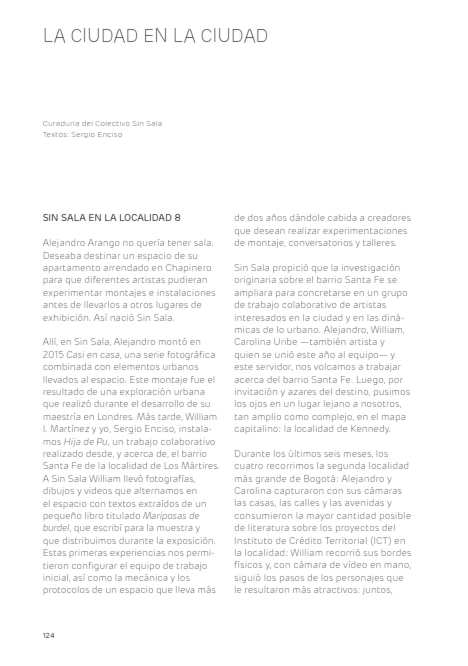 LA CIUDAD EN LA CIUDAD
Curaduría del Colectivo Sin Sala
Textos: Sergio Enciso
SIN SALA EN LA LOCALIDAD 8
Alejandro Arango no quería tener sala.
Deseaba destinar un espacio de su
apartamento arrendado en Chapinero
para que diferentes artistas pudieran
experimentar montajes e instalaciones
antes de llevarlos a otros lugares de
exhibición. Así nació Sin Sala.
Allí, en Sin Sala, Alejandro montó en
2015 Casi en casa, una serie fotográfica
combinada con elementos urbanos
llevados al espacio. Este montaje fue el
resultado de una exploración urbana
que realizó durante el desarrollo de su
maestría en Londres. Más tarde, William
I. Martínez y yo, Sergio Enciso, instala-
mos Hija de Pu, un trabajo colaborativo
realizado desde, y acerca de, el barrio
Santa Fe de la localidad de Los Mártires.
A Sin Sala William llevó fotografías,
dibujos y videos que alternamos en
el espacio con textos extraídos de un
pequeño libro titulado Mariposas de
burdel, que escribí para la muestra y
que distribuimos durante la exposición.
Estas primeras experiencias nos permi-
tieron configurar el equipo de trabajo
inicial, así como la mecánica y los
protocolos de un espacio que lleva más
de dos años dándole cabida a creadores
que desean realizar experimentaciones
de montaje, conversatorios y talleres.
Sin Sala propició que la investigación
originaria sobre el barrio Santa Fe se
ampliara para concretarse en un grupo
de trabajo colaborativo de artistas
interesados en la ciudad y en las diná-
micas de lo urbano. Alejandro, William,
Carolina Uribe —también artista y
quien se unió este año al equipo— y
este servidor, nos volcamos a trabajar
acerca del barrio Santa Fe. Luego, por
invitación y azares del destino, pusimos
los ojos en un lugar lejano a nosotros,
tan amplio como complejo, en el mapa
capitalino: la localidad de Kennedy.
Durante los últimos seis meses, los
cuatro recorrimos la segunda localidad
más grande de Bogotá: Alejandro y
Carolina capturaron con sus cámaras
las casas, las calles y las avenidas y
consumieron la mayor cantidad posible
de literatura sobre los proyectos del
Instituto de Crédito Territorial (ICT) en
la localidad; William recorrió sus bordes
físicos y, con cámara de vídeo en mano,
siguió los pasos de los personajes que
le resultaron más atractivos: juntos,
124